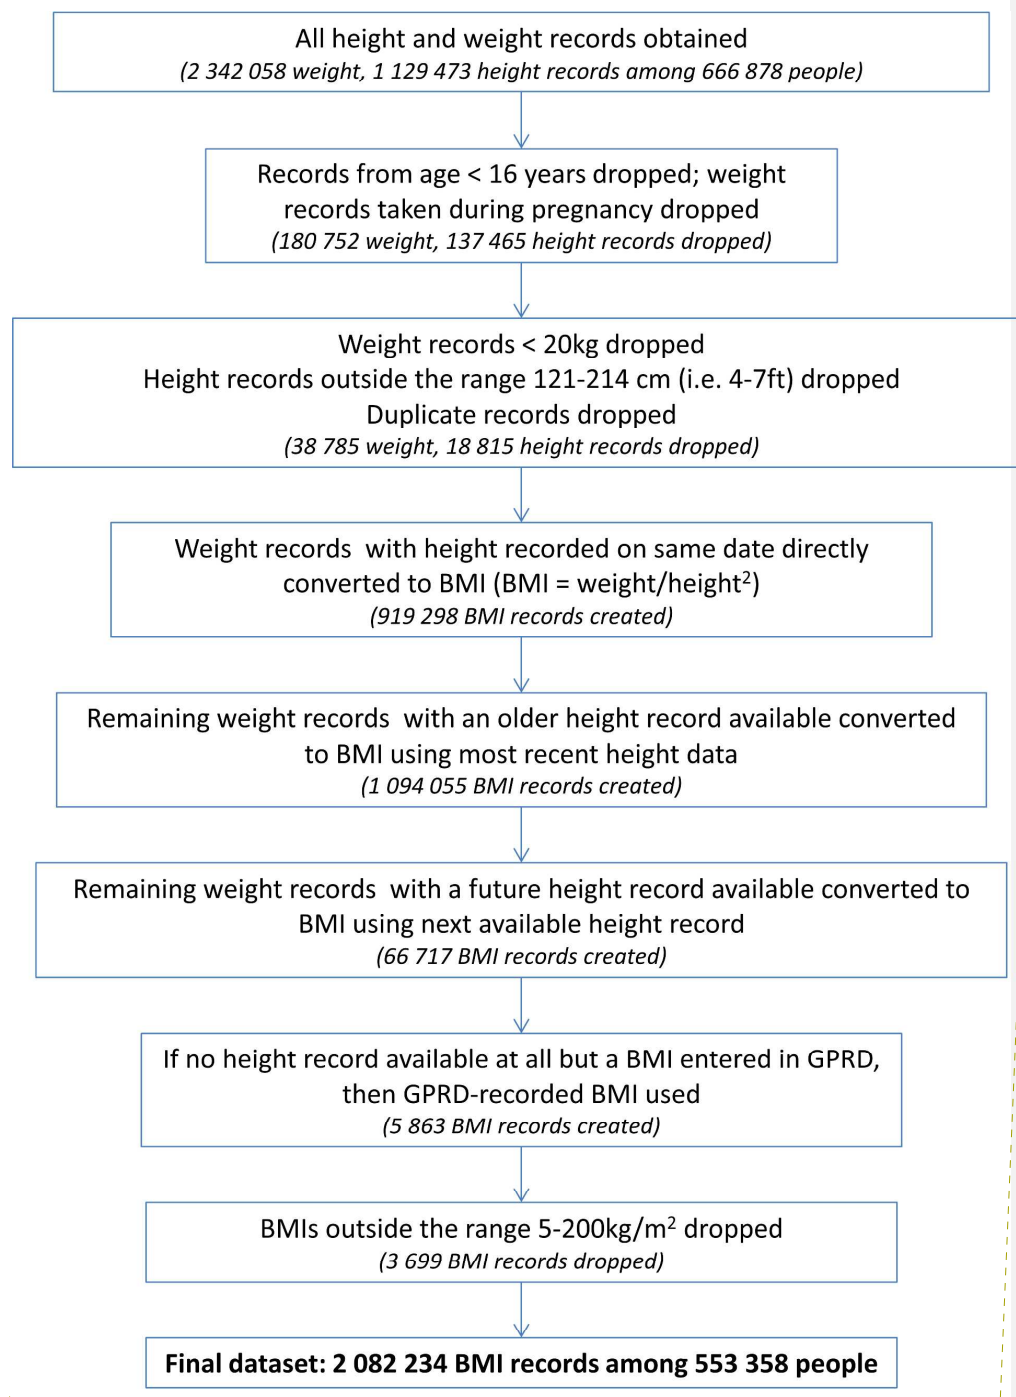 All height and weight records obtained
(2 342 058 weight, 1 129 473 height records among 666 878 people)
Records from age < 16 years dropped; weight
records taken during pregnancy dropped
(180 752 weight, 137 465 height records dropped)
Weight records < 20kg dropped
Height records outside the range 121-214 cm (i.e. 4-7ft) dropped
Duplicate records dropped
(38 785 weight, 18 815 height records dropped)
Weight records with height recorded on same date directly
converted to BMI (BMI = weight/height²)
(919 298 BMI records created)
Remaining weight records with an older height record available converted
to BMI using most recent height data
(1 094 055 BMI records created)
Remaining weight records with a future height record available converted to
BMI using next available height record
(66 717 BMI records created)
If no height record available at all but a BMI entered in GPRD,
then GPRD-recorded BMI used
(5 863 BMI records created)
BMIs outside the range 5-200kg/m² dropped
(3 699 BMI records dropped)
Final dataset: 2 082 234 BMI records among 553 358 people